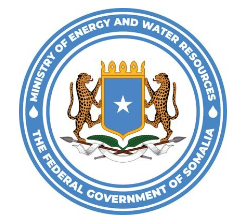 MINISTRY OF ENERGY AND WATER RESOURCES
THE FEDERAL GOVERNMENT OF SOMALIA